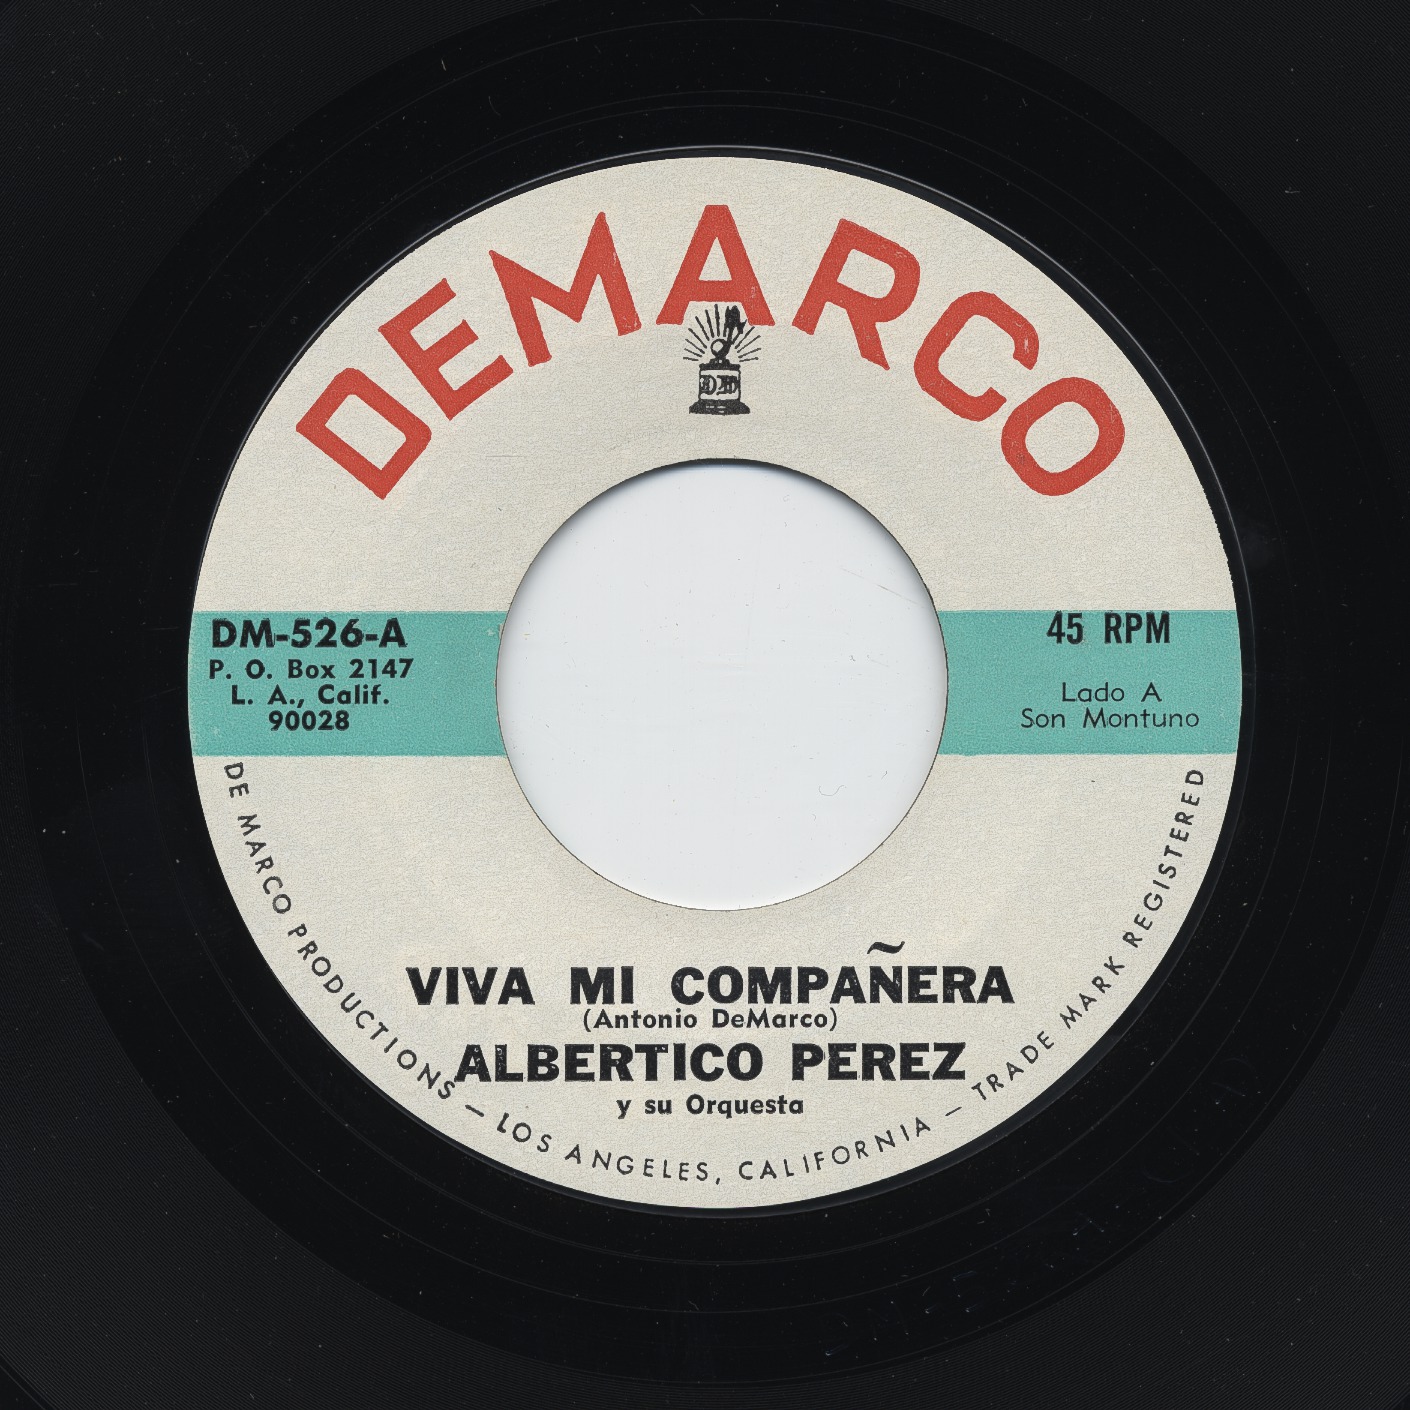 DEMARCO
DM
DM-526-A
P. O. Box 2147
L. A., Calif.
90028
45 RPM
Lado A
Son Montuno
VIVA MI COMPAÑERA
(Antonio DeMarco)
ALBERTICO PEREZ
y su Orquesta
DE MARCO PRODUCTIONS — LOS ANGELES, CALIFORNIA — TRADE MARK REGISTERED